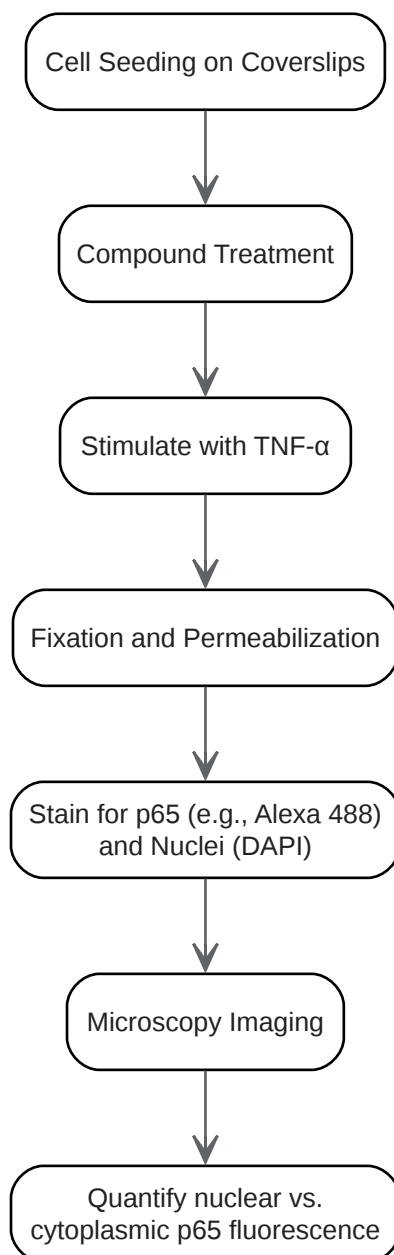 Cell Seeding on Coverslips
Compound Treatment
Stimulate with TNF-α
Fixation and Permeabilization
Stain for p65 (e.g., Alexa 488)
and Nuclei (DAPI)
Microscopy Imaging
Quantify nuclear vs.
cytoplasmic p65 fluorescence